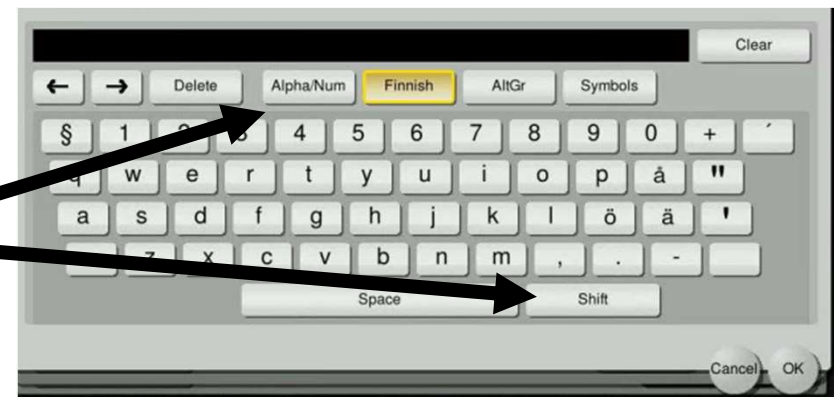 Clear
← → Delete Alpha/Num Finnish AltGr Symbols
§ 1 4 5 6 7 8 9 0 + ´
w e r t y u i o p å "
a s d f g h j k l ö ä '
z x c v b n m , . -
Space Shift
Cancel OK